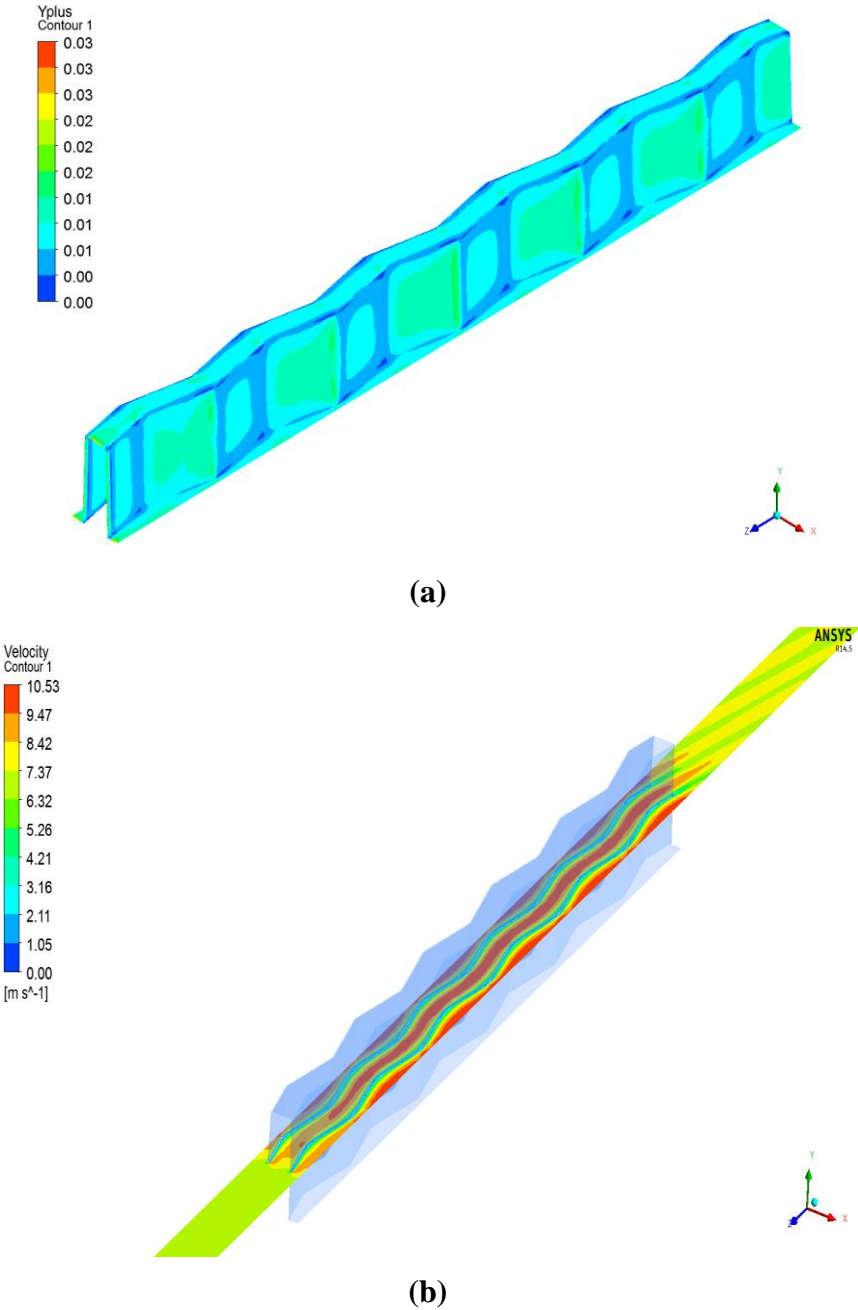 Yplus
Contour 1
0.03
0.03
0.03
0.02
0.02
0.01
0.01
0.01
0.00
0.00
Y
Z
X
(a)
ANSYS
R14.5
Velocity
Contour 1
10.53
9.47
8.42
7.37
6.32
5.26
4.21
3.16
2.11
1.05
0.00
[m s^-1]
Y
Z
X
(b)